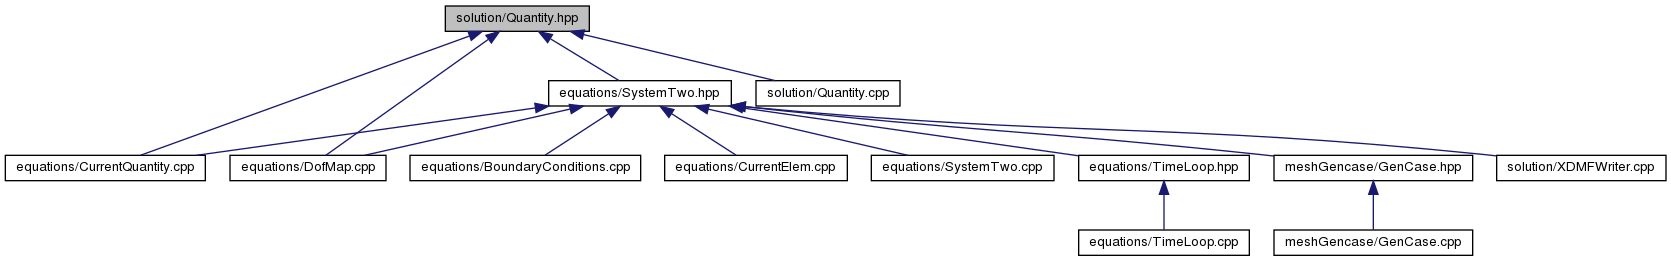 solution/Quantity.hpp
equations/SystemTwo.hpp
solution/Quantity.cpp
equations/CurrentQuantity.cpp
equations/DofMap.cpp
equations/BoundaryConditions.cpp
equations/CurrentElem.cpp
equations/SystemTwo.cpp
equations/TimeLoop.hpp
meshGencase/GenCase.hpp
solution/XDMFWriter.cpp
equations/TimeLoop.cpp
meshGencase/GenCase.cpp